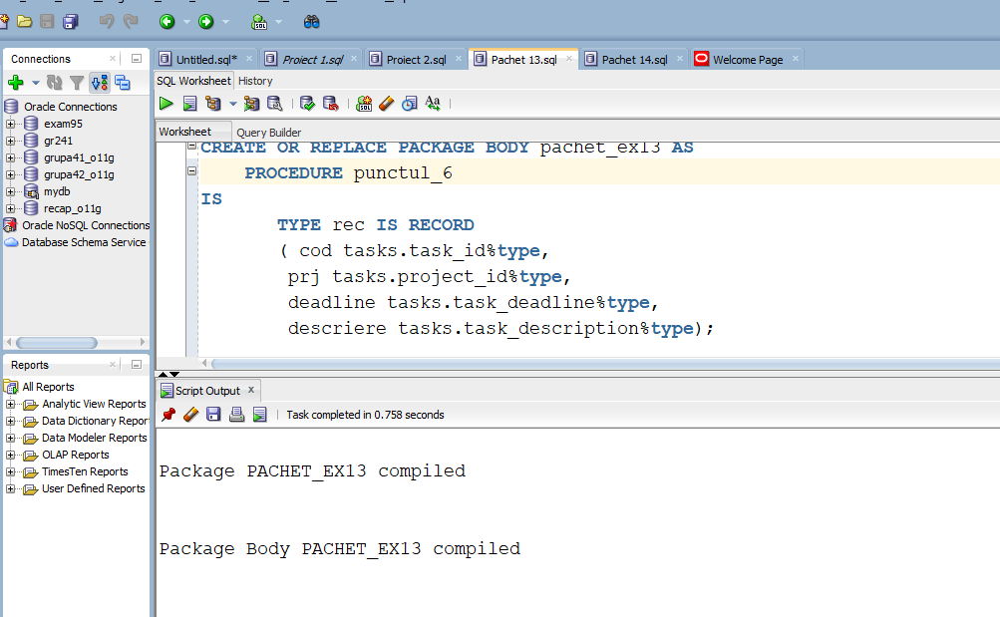 Connections
Untitled.sql*
Proiect 1.sql
Proiect 2.sql
Pachet 13.sql
Pachet 14.sql
Welcome Page
SQL Worksheet History
Worksheet Query Builder
Oracle Connections
exam95
gr241
grupa41_o11g
grupa42_o11g
mydb
recap_o11g
Oracle NoSQL Connections
Database Schema Service
CREATE OR REPLACE PACKAGE BODY pachet_ex13 AS
PROCEDURE punctul_6
IS
TYPE rec IS RECORD
( cod tasks.task_id%type,
prj tasks.project_id%type,
deadline tasks.task_deadline%type,
descriere tasks.task_description%type);
Reports
All Reports
Analytic View Reports
Data Dictionary Repor
Data Modeler Reports
OLAP Reports
TimesTen Reports
User Defined Reports
Script Output
Task completed in 0.758 seconds
Package PACHET_EX13 compiled
Package Body PACHET_EX13 compiled